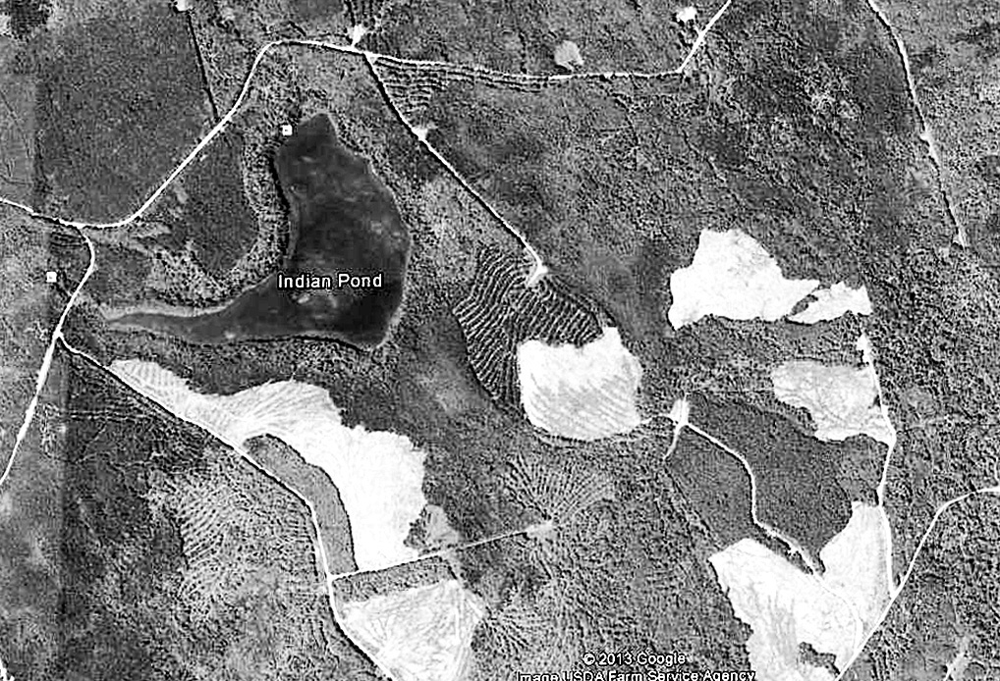 Indian Pond
© 2013 Google
Image USDA Farm Service Agency